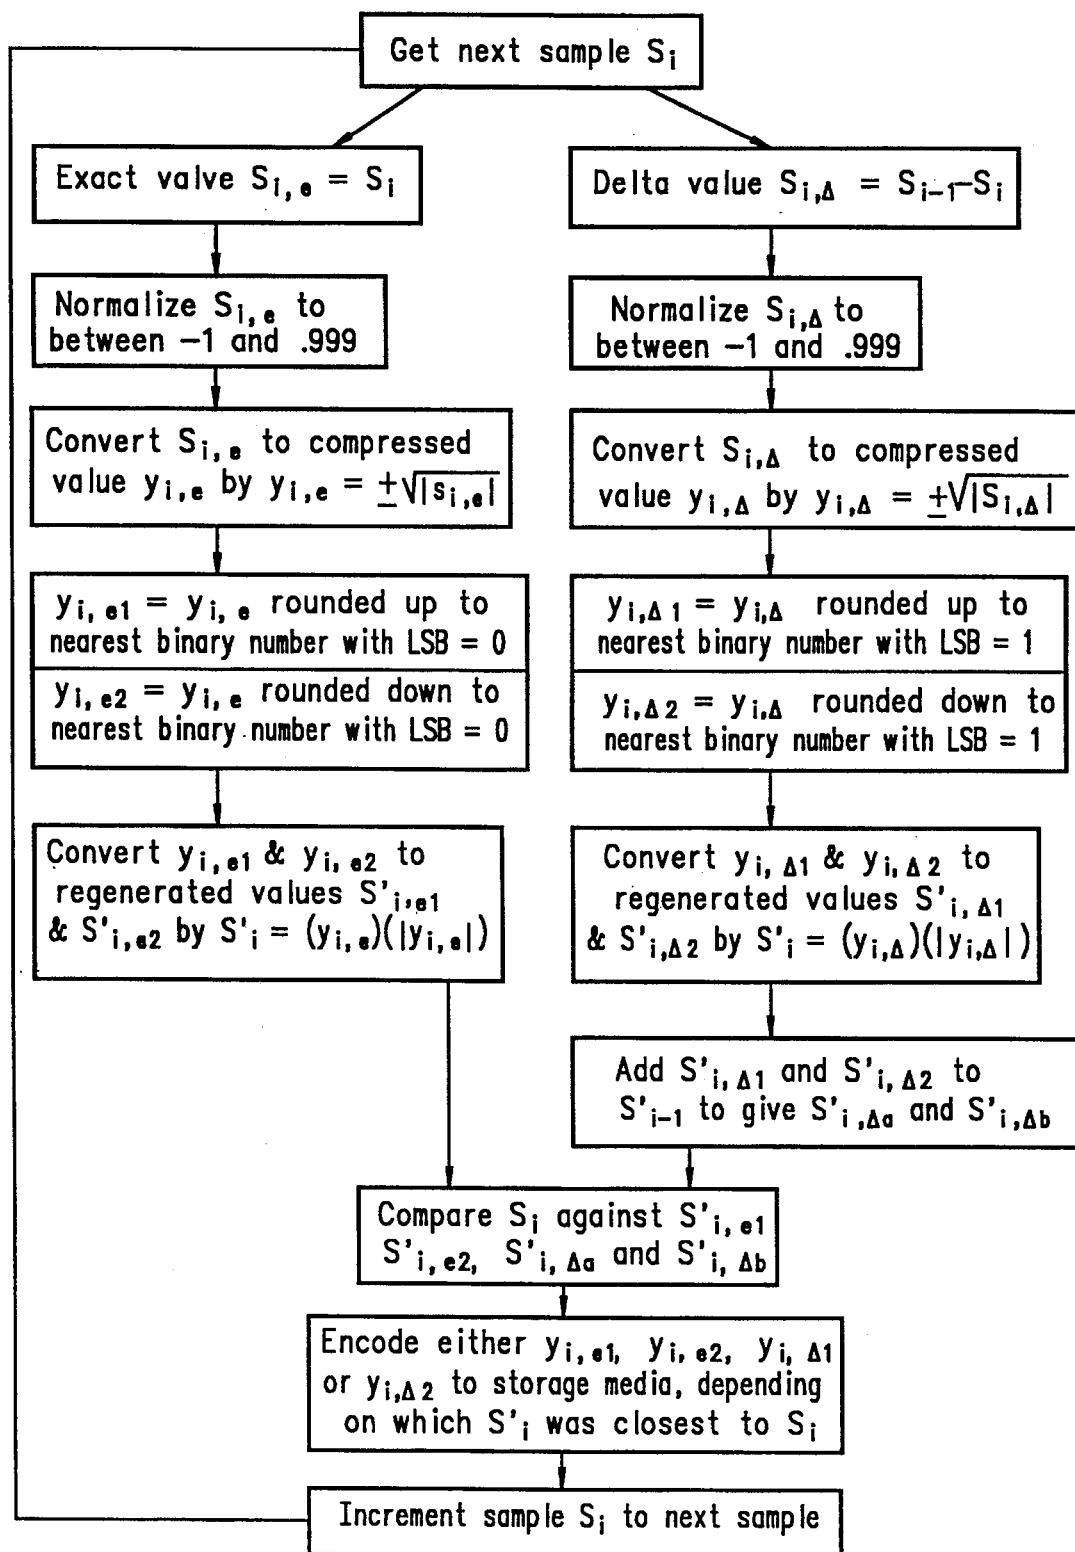 Get next sample Si
Exact valve Si, e = Si
Delta value Si,Δ = Si-1-Si
Normalize Si, e to
between -1 and .999
Normalize Si,Δ to
between -1 and .999
Convert Si, e to compressed
value yi,e by yi,e = ±√|si,e|
Convert Si,Δ to compressed
value yi,Δ by yi,Δ = ±√|Si,Δ|
yi, e1 = yi, e rounded up to
nearest binary number with LSB = 0
yi, e2 = yi, e rounded down to
nearest binary number with LSB = 0
yi,Δ 1 = yi,Δ rounded up to
nearest binary number with LSB = 1
yi,Δ 2 = yi,Δ rounded down to
nearest binary number with LSB = 1
Convert yi, e1 & yi, e2 to
regenerated values S'i,e1
& S'i,e2 by S'i = (yi,e)(|yi,e|)
Convert yi, Δ1 & yi, Δ2 to
regenerated values S'i, Δ1
& S'i,Δ2 by S'i = (yi,Δ)(|yi,Δ|)
Add S'i, Δ1 and S'i, Δ2 to
S'i-1 to give S'i,Δa and S'i,Δb
Compare Si against S'i, e1
S'i, e2, S'i, Δa and S'i, Δb
Encode either yi, e1, yi, e2, yi, Δ1
or yi,Δ 2 to storage media, depending
on which S'i was closest to Si
Increment sample Si to next sample